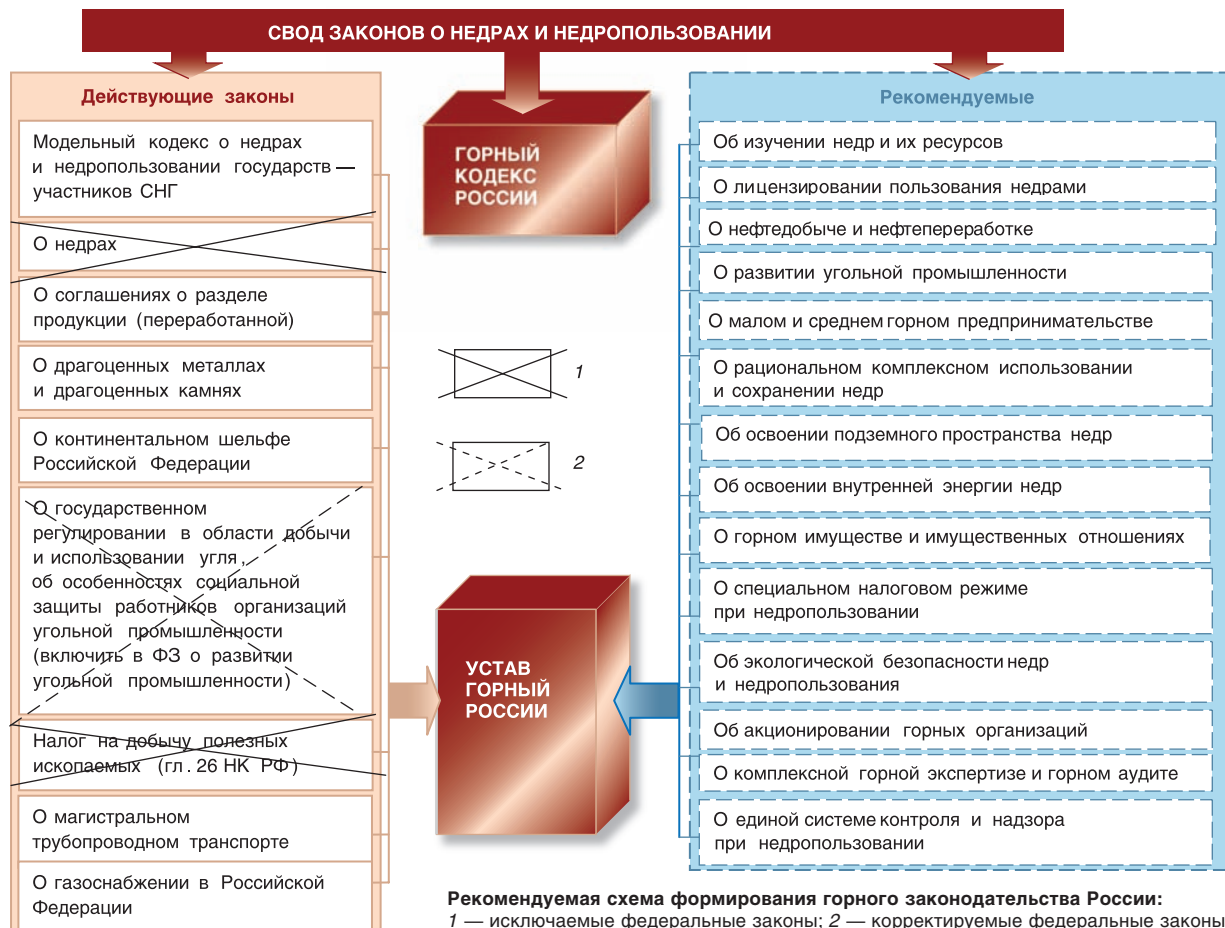 СВОД ЗАКОНОВ О НЕДРАХ И НЕДРОПОЛЬЗОВАНИИ
Действующие законы
Модельный кодекс о недрах
и недропользовании государств —
участников СНГ
О недрах
О соглашениях о разделе
продукции (переработанной)
О драгоценных металлах
и драгоценных камнях
О континентальном шельфе
Российской Федерации
О государственном
регулировании в области добычи
и использовании угля,
об особенностях социальной
защиты работников организаций
угольной промышленности
(включить в ФЗ о развитии
угольной промышленности)
Налог на добычу полезных
ископаемых (гл. 26 НК РФ)
О магистральном
трубопроводном транспорте
О газоснабжении в Российской
Федерации
ГОРНЫЙ
КОДЕКС
РОССИИ
1
2
УСТАВ
ГОРНЫЙ
РОССИИ
Рекомендуемые
Об изучении недр и их ресурсов
О лицензировании пользования недрами
О нефтедобыче и нефтепереработке
О развитии угольной промышленности
О малом и среднем горном предпринимательстве
О рациональном комплексном использовании
и сохранении недр
Об освоении подземного пространства недр
Об освоении внутренней энергии недр
О горном имуществе и имущественных отношениях
О специальном налоговом режиме
при недропользовании
Об экологической безопасности недр
и недропользования
Об акционировании горных организаций
О комплексной горной экспертизе и горном аудите
О единой системе контроля и надзора
при недропользовании
Рекомендуемая схема формирования горного законодательства России:
1 — исключаемые федеральные законы; 2 — корректируемые федеральные законы